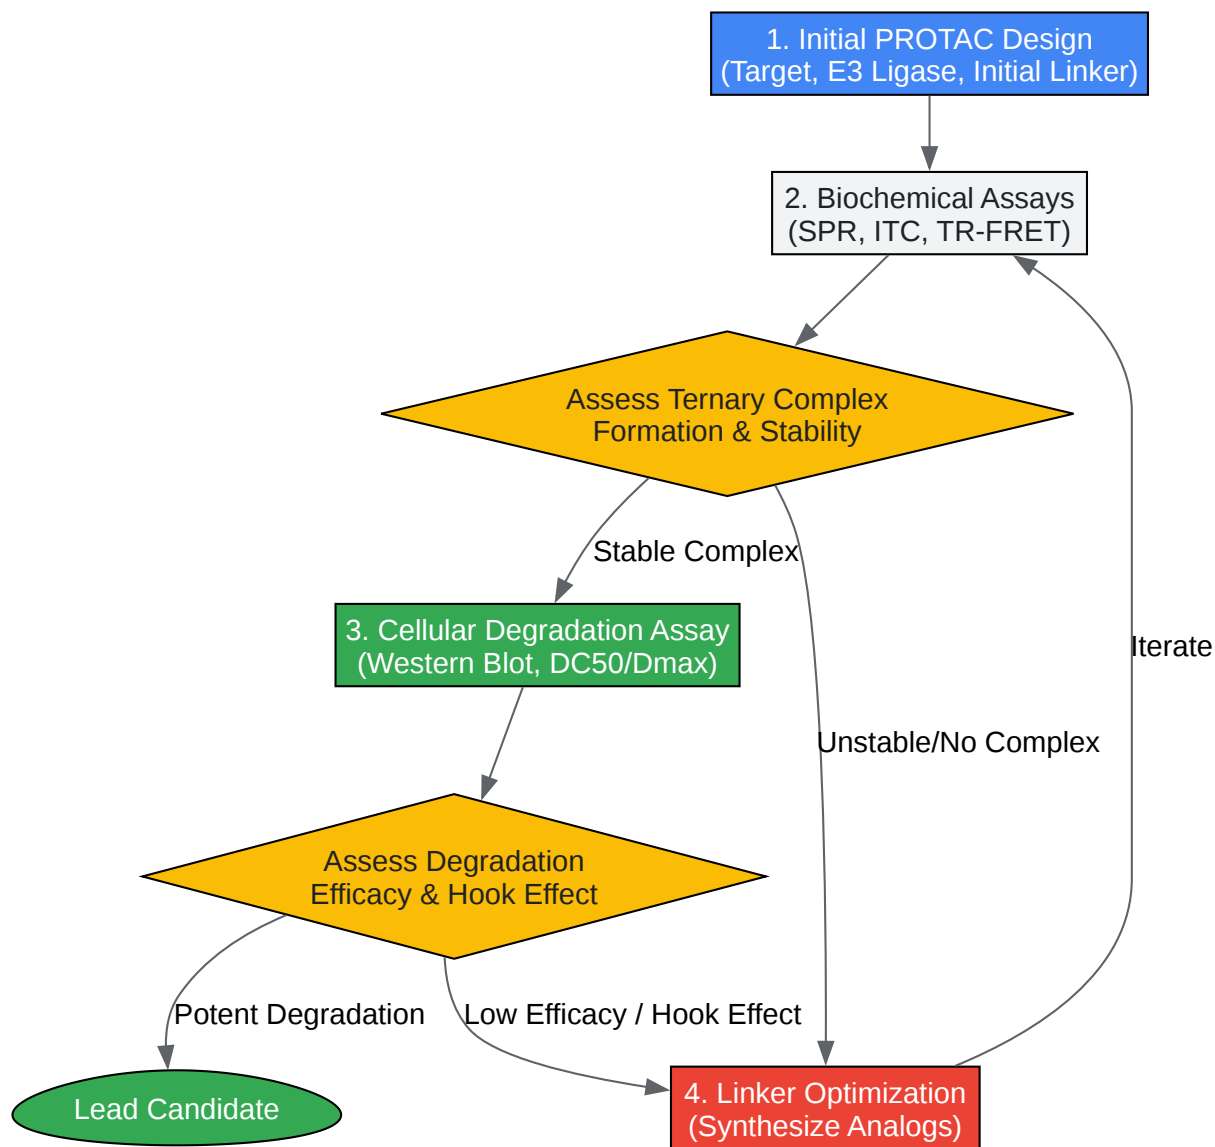 1. Initial PROTAC Design
(Target, E3 Ligase, Initial Linker)
2. Biochemical Assays
(SPR, ITC, TR-FRET)
Assess Ternary Complex
Formation & Stability
Stable Complex
3. Cellular Degradation Assay
(Western Blot, DC50/Dmax)
Iterate
Unstable/No Complex
Assess Degradation
Efficacy & Hook Effect
Potent Degradation
Low Efficacy / Hook Effect
Lead Candidate
4. Linker Optimization
(Synthesize Analogs)